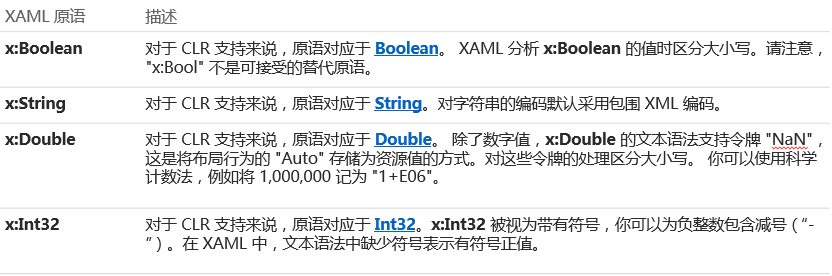 XAML 原语 描述
x:Boolean 对于 CLR 支持来说，原语对应于 Boolean。 XAML 分析 x:Boolean 的值时区分大小写。请注意，
"x:Bool" 不是可接受的替代原语。
x:String 对于 CLR 支持来说，原语对应于 String。对字符串的编码默认采用包围 XML 编码。
x:Double 对于 CLR 支持来说，原语对应于 Double。 除了数字值，x:Double 的文本语法支持令牌 "NaN"，
这是将布局行为的 "Auto" 存储为资源值的方式。对这些令牌的处理区分大小写。 你可以使用科学
计数法，例如将 1,000,000 记为 "1+E06"。
x:Int32 对于 CLR 支持来说，原语对应于 Int32。x:Int32 被视为带有符号，你可以为负整数包含减号（“-
”）。在 XAML 中，文本语法中缺少符号表示有符号正值。